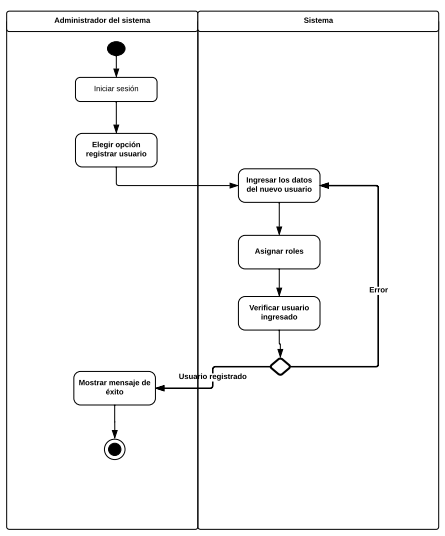 Administrador del sistema
Sistema
Iniciar sesión
Elegir opción
registrar usuario
Ingresar los datos
del nuevo usuario
Asignar roles
Error
Verificar usuario
ingresado
Usuario registrado
Mostrar mensaje de
éxito